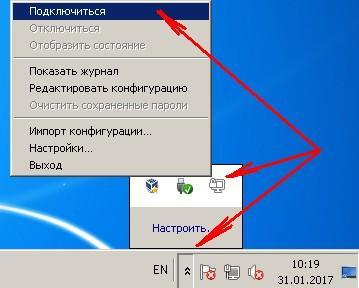 Подключиться
Отключиться
Отобразить состояние
Показать журнал
Редактировать конфигурацию
Очистить сохраненные пароли
Импорт конфигурации...
Настройки...
Выход
Настроить...
EN
10:19
31.01.2017